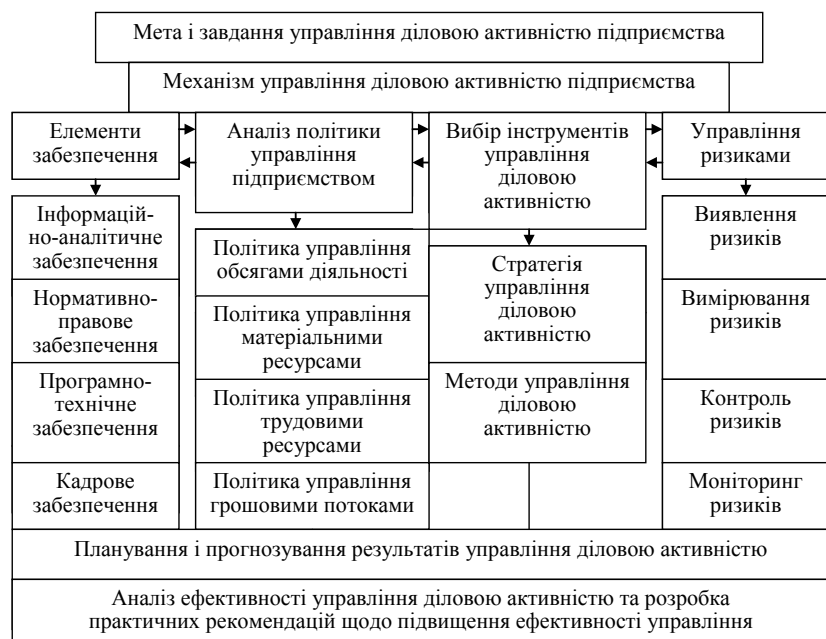 Мета і завдання управління діловою активністю підприємства
Механізм управління діловою активністю підприємства
Елементи
забезпечення
Аналіз політики
управління
підприємством
Вибір інструментів
управління
діловою
активністю
Управління
ризиками
Інформацій-
но-аналітичне
забезпечення
Нормативно-
правове
забезпечення
Програмно-
технічне
забезпечення
Кадрове
забезпечення
Політика управління
обсягами діяльності
Політика управління
матеріальними
ресурсами
Політика управління
трудовими
ресурсами
Політика управління
грошовими потоками
Стратегія
управління
діловою
активністю
Методи управління
діловою
активністю
Виявлення
ризиків
Вимірювання
ризиків
Контроль
ризиків
Моніторинг
ризиків
Планування і прогнозування результатів управління діловою активністю
Аналіз ефективності управління діловою активністю та розробка
практичних рекомендацій щодо підвищення ефективності управління